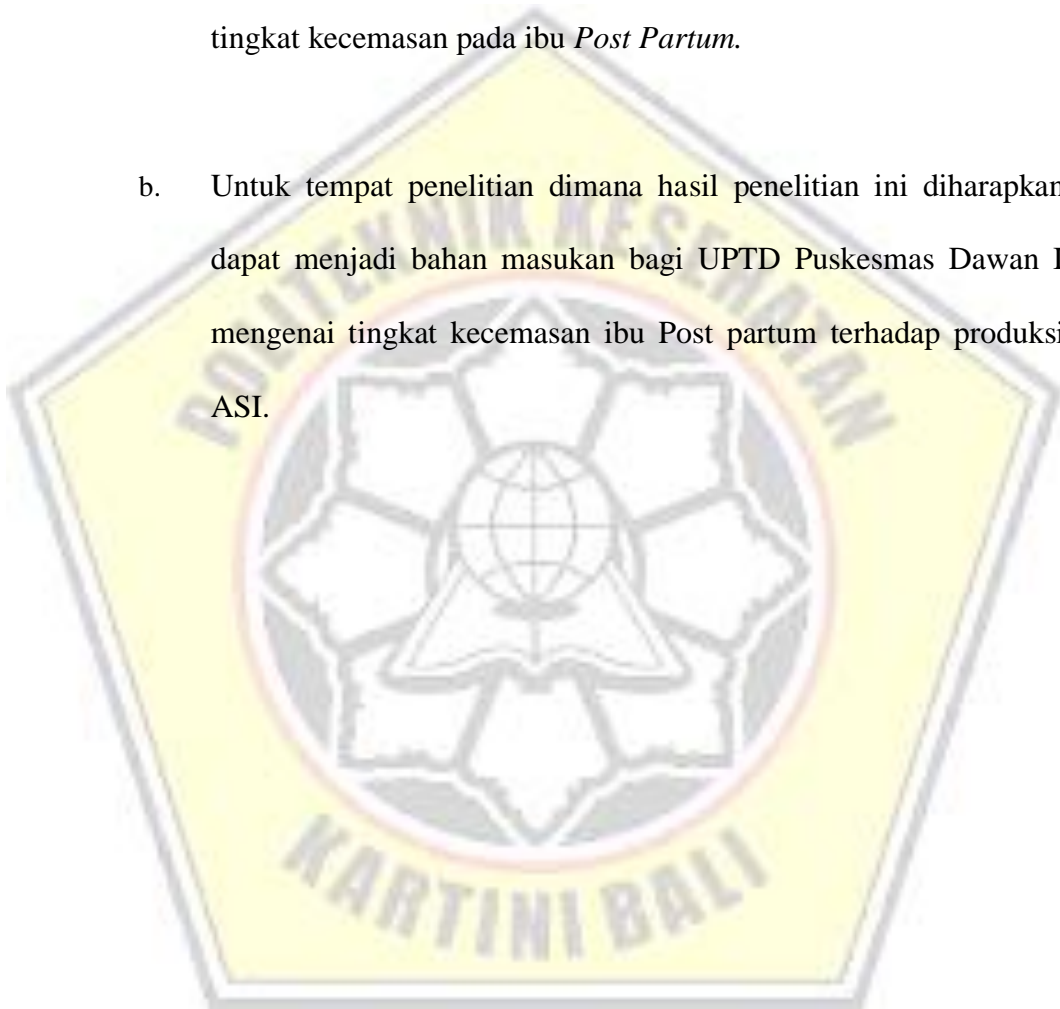 tingkat kecemasan pada ibu Post Partum.
b. Untuk tempat penelitian dimana hasil penelitian ini diharapkan
dapat menjadi bahan masukan bagi UPTD Puskesmas Dawan I
mengenai tingkat kecemasan ibu Post partum terhadap produksi
ASI.
POLITEKNIK KESEHATAN
KARTINI BALI